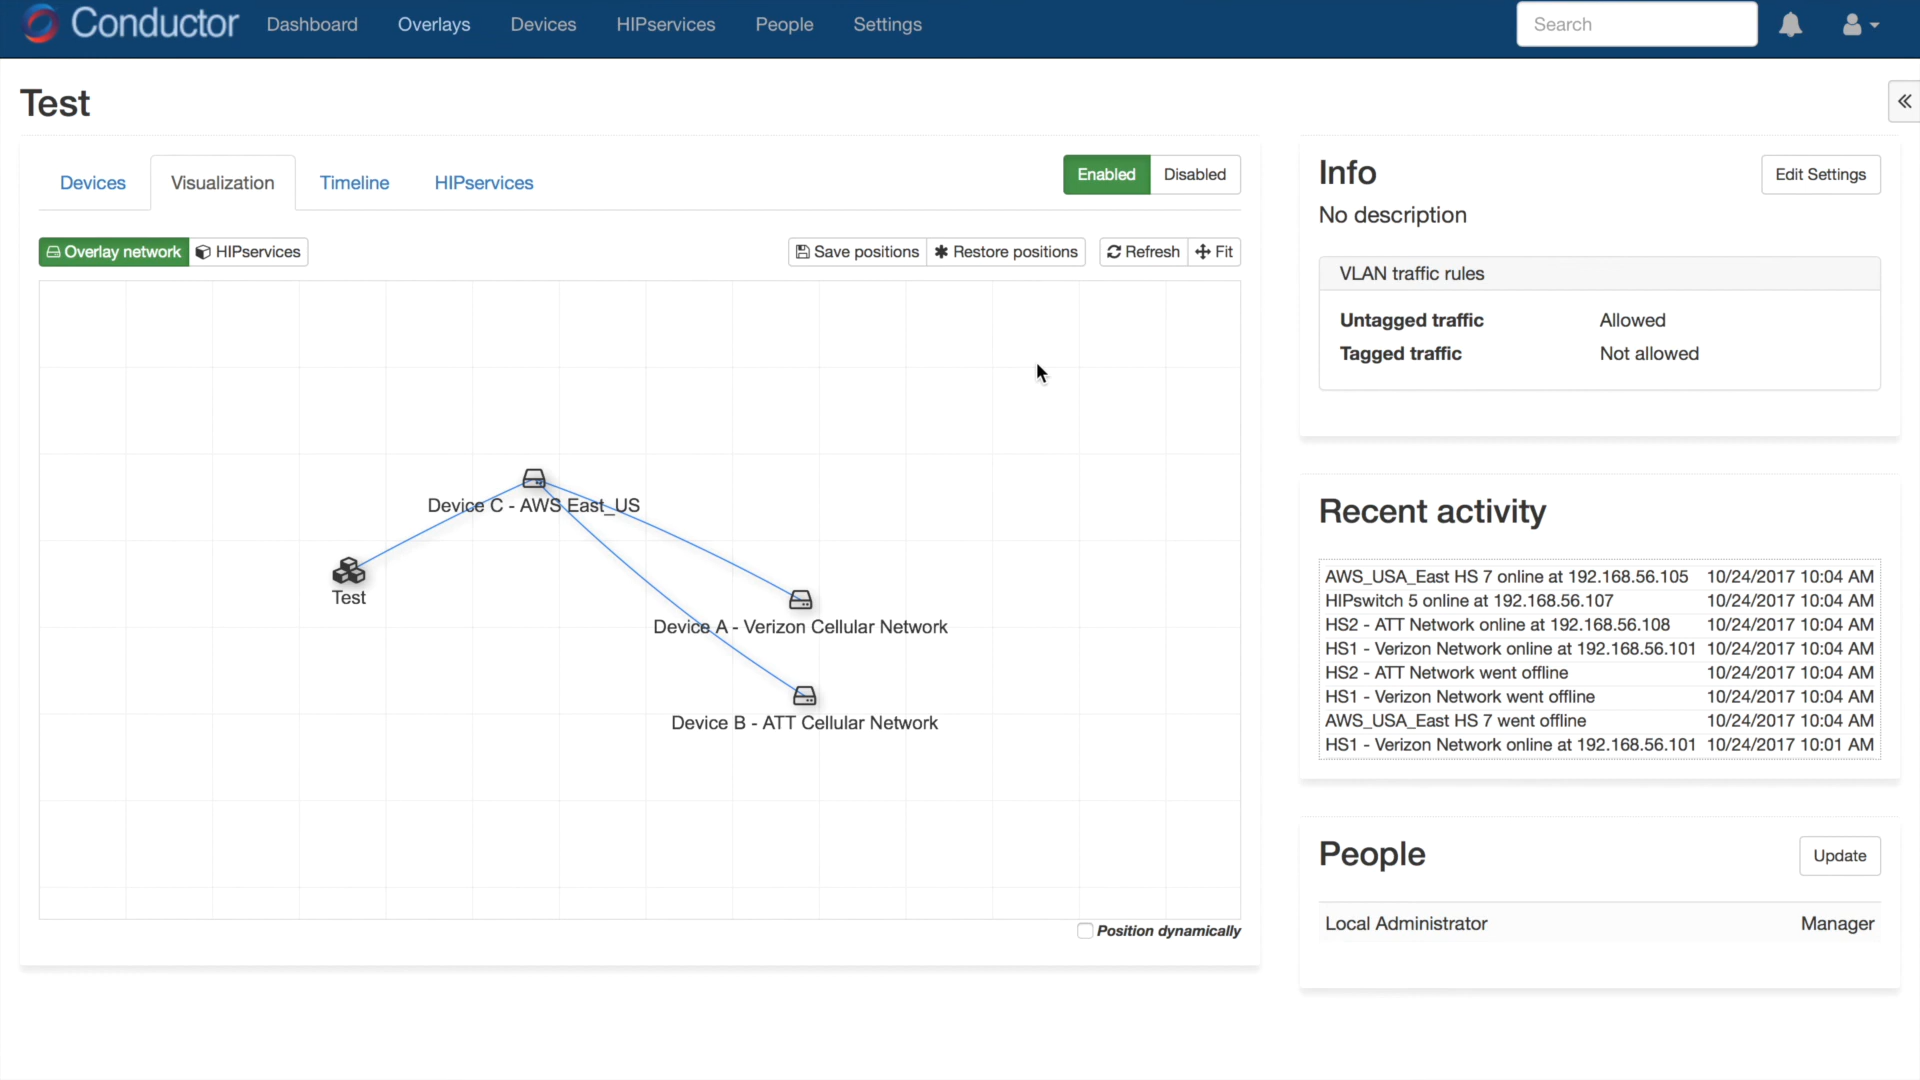 Conductor Dashboard Overlays Devices HIPservices People Settings Search
Test
Devices Visualization Timeline HIPservices Enabled Disabled
Overlay network HIPservices Save positions Restore positions Refresh Fit
Device C - AWS East_US
Test
Device A - Verizon Cellular Network
Device B - ATT Cellular Network
Position dynamically
Info Edit Settings
No description
VLAN traffic rules
Untagged traffic Allowed
Tagged traffic Not allowed
Recent activity
AWS_USA_East HS 7 online at 192.168.56.105 10/24/2017 10:04 AM
HIPswitch 5 online at 192.168.56.107 10/24/2017 10:04 AM
HS2 - ATT Network online at 192.168.56.108 10/24/2017 10:04 AM
HS1 - Verizon Network online at 192.168.56.101 10/24/2017 10:04 AM
HS2 - ATT Network went offline 10/24/2017 10:04 AM
HS1 - Verizon Network went offline 10/24/2017 10:04 AM
AWS_USA_East HS 7 went offline 10/24/2017 10:04 AM
HS1 - Verizon Network online at 192.168.56.101 10/24/2017 10:01 AM
People Update
Local Administrator Manager